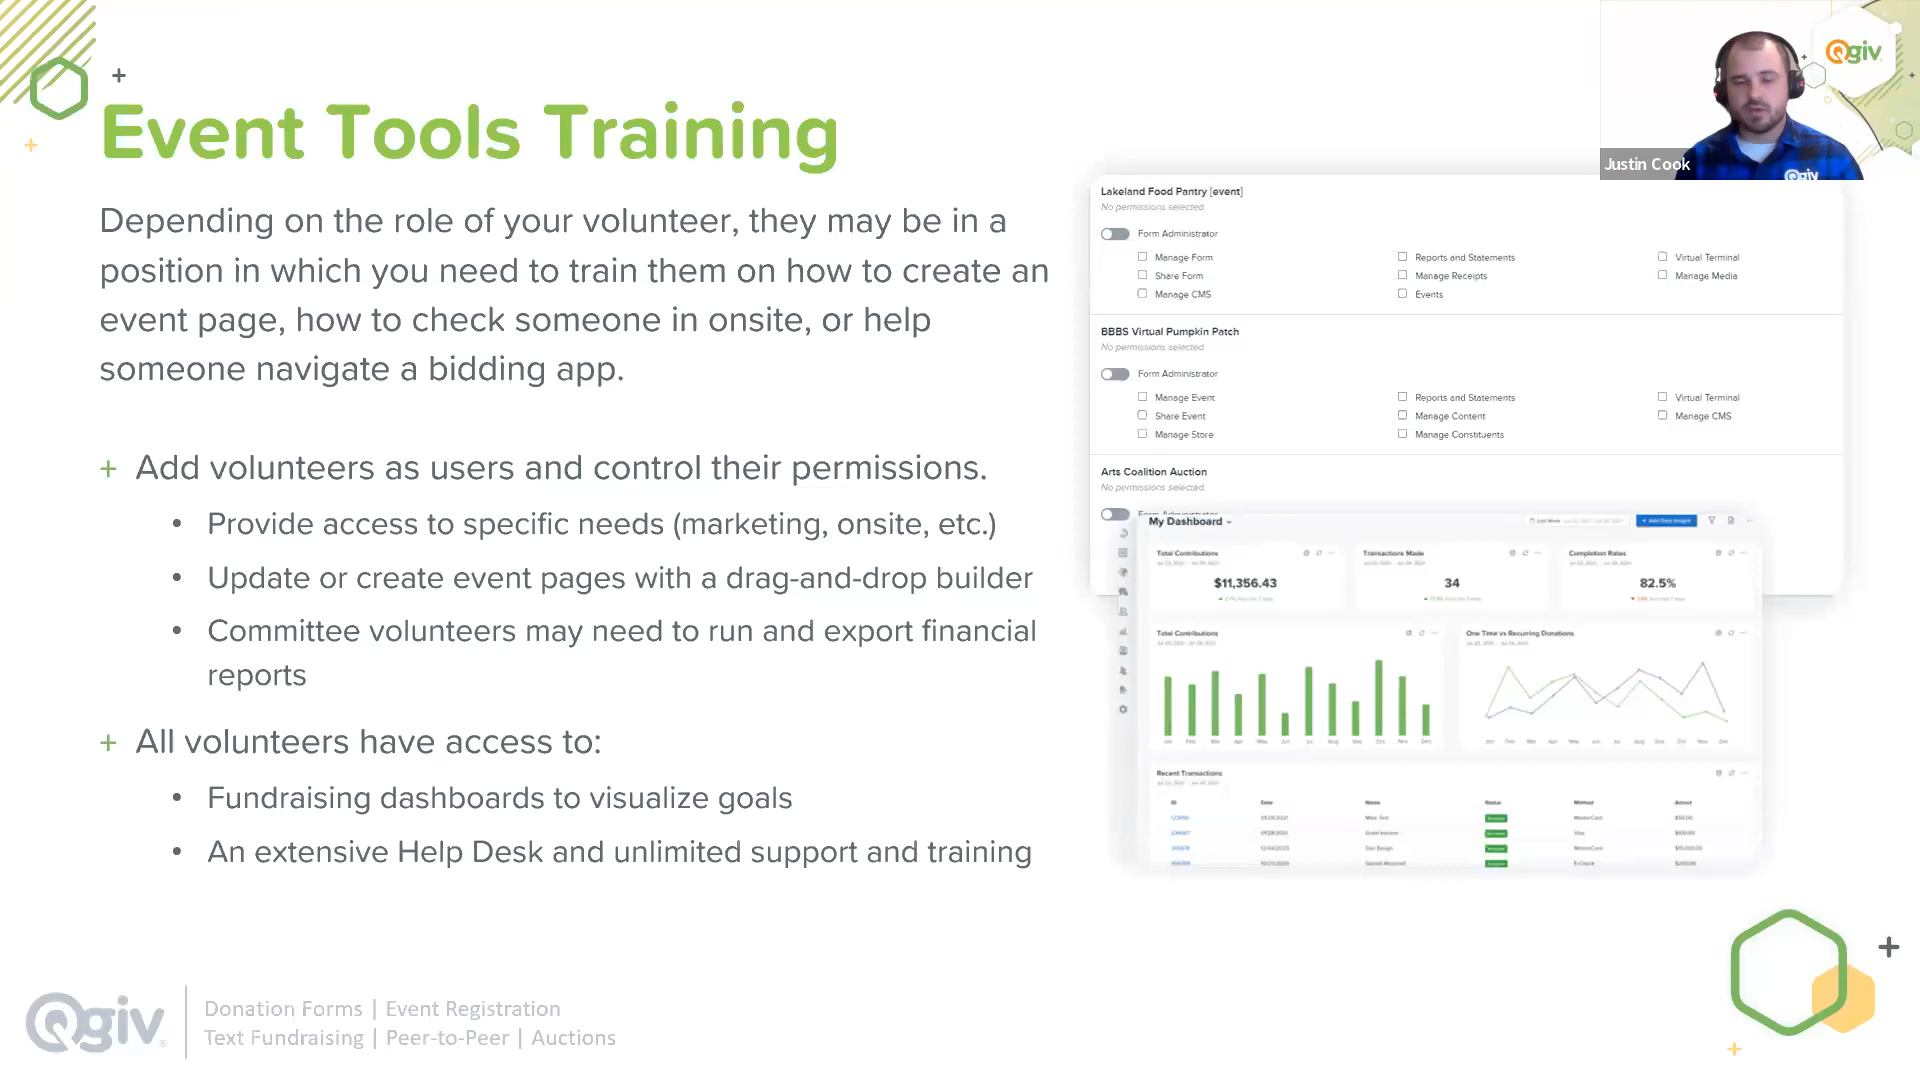 Event Tools Training
Depending on the role of your volunteer, they may be in a
position in which you need to train them on how to create an
event page, how to check someone in onsite, or help
someone navigate a bidding app.
+ Add volunteers as users and control their permissions.
• Provide access to specific needs (marketing, onsite, etc.)
• Update or create event pages with a drag-and-drop builder
• Committee volunteers may need to run and export financial
reports
+ All volunteers have access to:
• Fundraising dashboards to visualize goals
• An extensive Help Desk and unlimited support and training
Qgiv
Justin Cook
Qgiv
Lakeland Food Pantry [event]
No permissions selected.
Form Administrator
Manage Form Reports and Statements Virtual Terminal
Share Form Manage Receipts Manage Media
Manage CMS Events
BBBS Virtual Pumpkin Patch
No permissions selected.
Form Administrator
Manage Event Reports and Statements Virtual Terminal
Share Event Manage Content Manage CMS
Manage Store Manage Constituents
Arts Coalition Auction
No permissions selected.
Form Administrator
My Dashboard
Total Contributions Transactions Made Completion Rates
$11,356.43 34 82.5%
Total Contributions One Time vs Recurring Donations
Recent Transactions
ID Date Name Status Method Amount
Qgiv
Donation Forms | Event Registration
Text Fundraising | Peer-to-Peer | Auctions